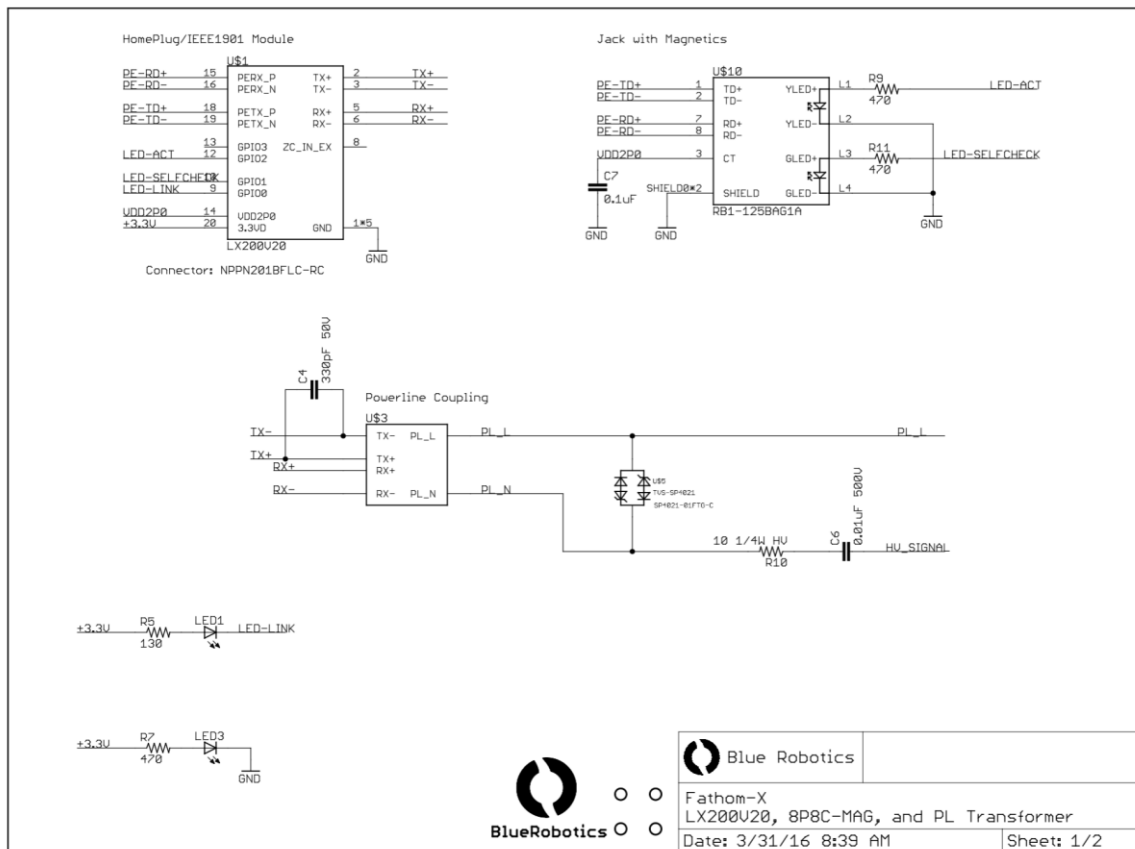 HomePlug/IEEE1901 Module
U$1
PE-RD+ 15 PERX_P TX+ 2 TX+
PE-RD- 16 PERX_N TX- 3 TX-
PE-TD+ 18 PETX_P RX+ 5 RX+
PE-TD- 19 PETX_N RX- 6 RX-
13 GPIO3 ZC_IN_EX 8
LED-ACT 12 GPIO2
LED-SELFCHECK GPIO1
LED-LINK 9 GPIO0
VDD2P0 14 VDD2P0
+3.3V 20 3.3VD GND 1*5
LX200V20
GND
Connector: NPPN201BFLC-RC
Jack with Magnetics
U$10
PE-TD+ 1 TD+ YLED+ L1 R9 470 LED-ACT
PE-TD- 2 TD-
PE-RD+ 7 RD+ YLED- L2
PE-RD- 8 RD-
VDD2P0 3 CT GLED+ L3 R11 470 LED-SELFCHECK
C7
0.1uF
SHIELD0*2 SHIELD GLED- L4
RB1-125BAG1A
GND GND GND
C4
330pF 50V
Powerline Coupling
U$3
TX- TX- PL_L PL_L PL_L
TX+ TX+
RX+ RX+
RX- RX- PL_N PL_N
U$5
TVS-SP4021
SP4021-01FTG-C
10 1/4W HV
R10
C6
0.01uF 500V
HV_SIGNAL
+3.3V R5 LED1 LED-LINK
130
+3.3V R7 LED3
470
GND
BlueRobotics
Blue Robotics
Fathom-X
LX200V20, 8P8C-MAG, and PL Transformer
Date: 3/31/16 8:39 AM Sheet: 1/2